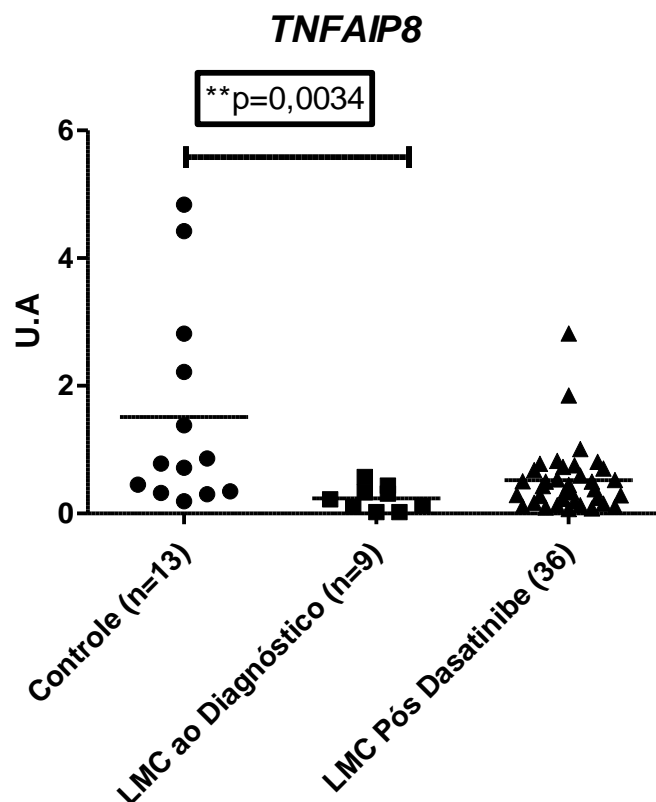 TNFAIP8
**p=0,0034
6
4
2
0
U.A
Controle (n=13)
LMC ao Diagnóstico (n=9)
LMC Pós Dasatinibe (36)